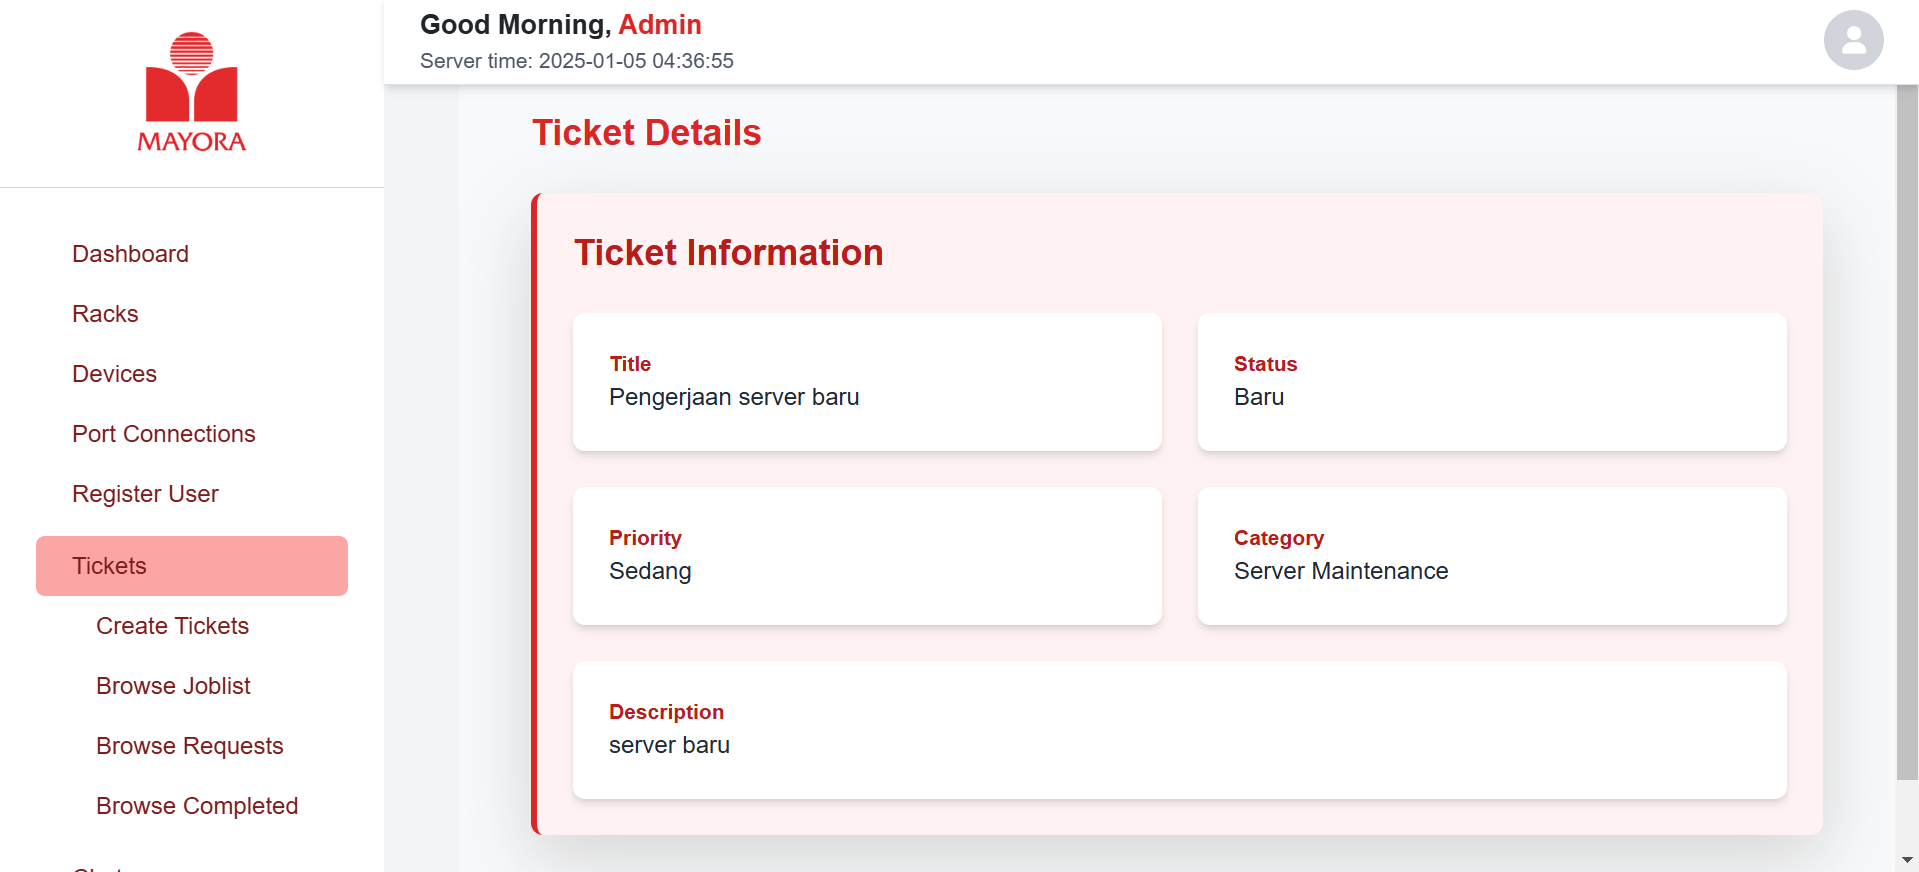 MAYORA
Dashboard
Racks
Devices
Port Connections
Register User
Tickets
Create Tickets
Browse Joblist
Browse Requests
Browse Completed
Good Morning, Admin
Server time: 2025-01-05 04:36:55
Ticket Details
Ticket Information
Title
Pengerjaan server baru
Status
Baru
Priority
Sedang
Category
Server Maintenance
Description
server baru